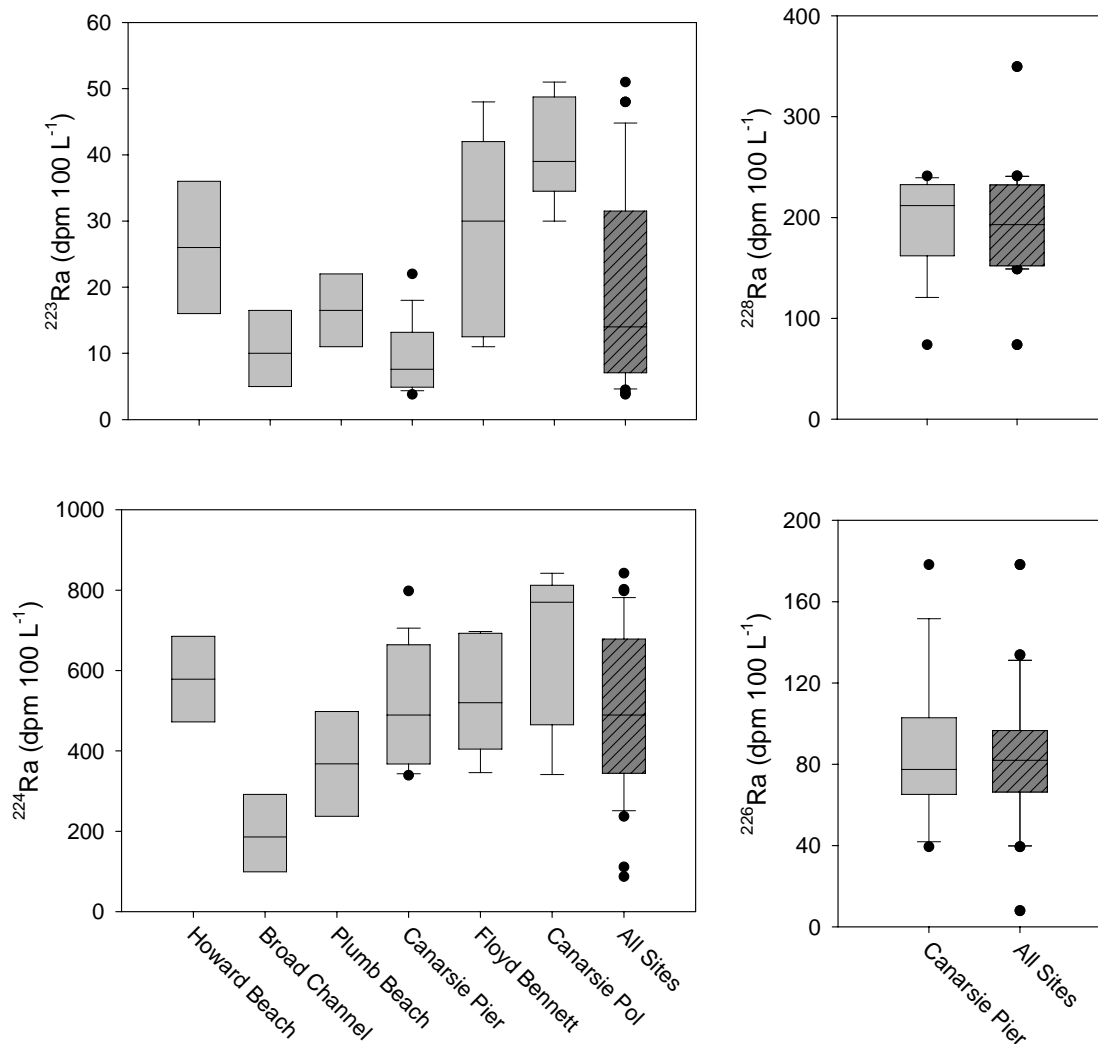 60
50
40
30
20
10
0
²²³Ra (dpm 100 L⁻¹)
400
300
200
100
0
²²⁸Ra (dpm 100 L⁻¹)
1000
800
600
400
200
0
²²⁴Ra (dpm 100 L⁻¹)
Howard Beach
Broad Channel
Plumb Beach
Canarsie Pier
Floyd Bennett
Canarsie Pol
All Sites
200
160
120
80
40
0
²²⁶Ra (dpm 100 L⁻¹)
Canarsie Pier
All Sites